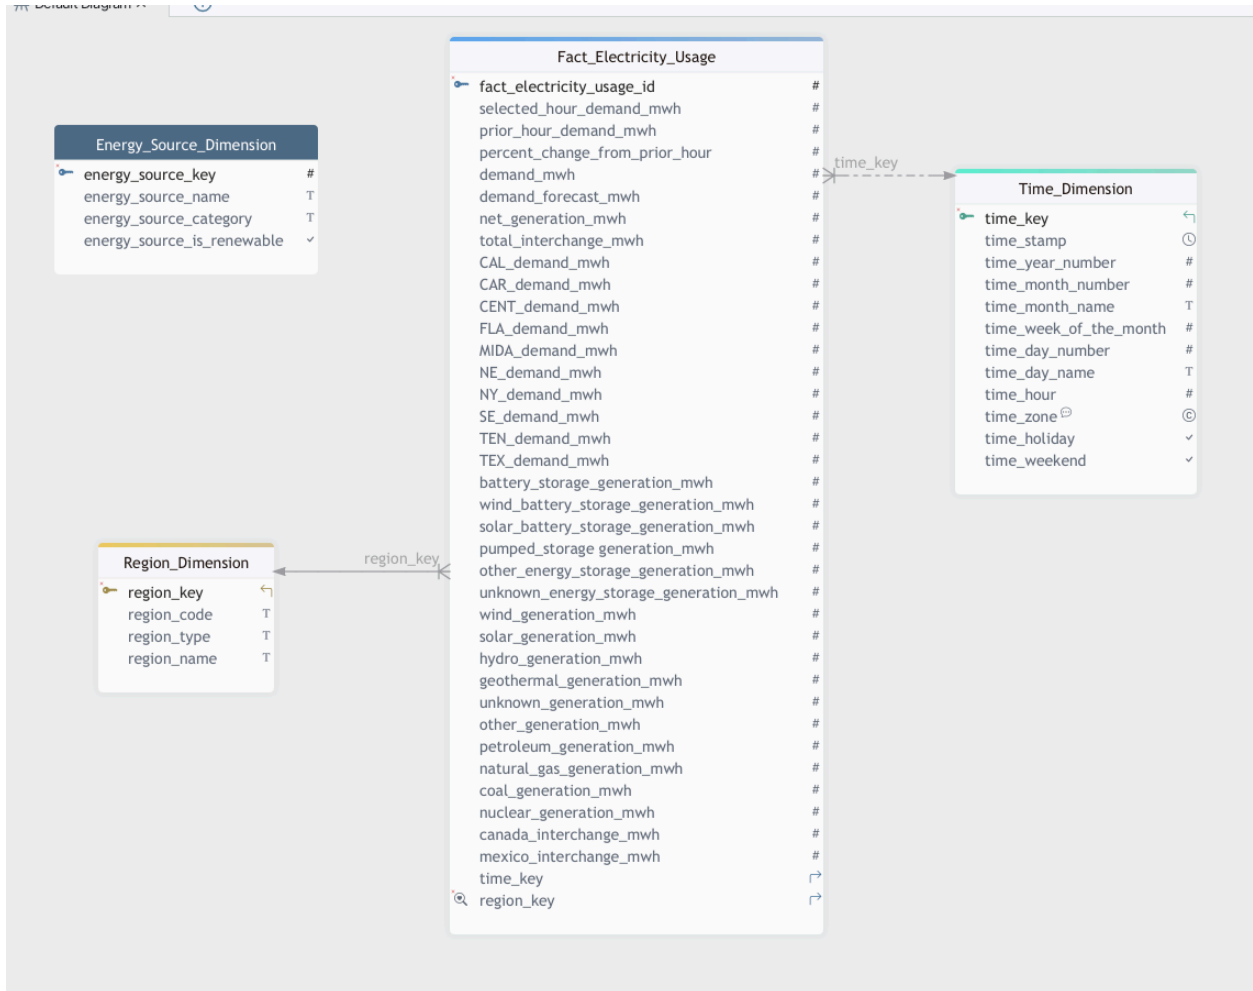 Default Diagram
Fact_Electricity_Usage
fact_electricity_usage_id #
selected_hour_demand_mwh #
prior_hour_demand_mwh #
percent_change_from_prior_hour #
demand_mwh #
demand_forecast_mwh #
net_generation_mwh #
total_interchange_mwh #
CAL_demand_mwh #
CAR_demand_mwh #
CENT_demand_mwh #
FLA_demand_mwh #
MIDA_demand_mwh #
NE_demand_mwh #
NY_demand_mwh #
SE_demand_mwh #
TEN_demand_mwh #
TEX_demand_mwh #
battery_storage_generation_mwh #
wind_battery_storage_generation_mwh #
solar_battery_storage_generation_mwh #
pumped_storage generation_mwh #
other_energy_storage_generation_mwh #
unknown_energy_storage_generation_mwh #
wind_generation_mwh #
solar_generation_mwh #
hydro_generation_mwh #
geothermal_generation_mwh #
unknown_generation_mwh #
other_generation_mwh #
petroleum_generation_mwh #
natural_gas_generation_mwh #
coal_generation_mwh #
nuclear_generation_mwh #
canada_interchange_mwh #
mexico_interchange_mwh #
time_key
region_key
Energy_Source_Dimension
energy_source_key #
energy_source_name T
energy_source_category T
energy_source_is_renewable
time_key
Time_Dimension
time_key
time_stamp
time_year_number #
time_month_number #
time_month_name T
time_week_of_the_month #
time_day_number #
time_day_name T
time_hour #
time_zone ©
time_holiday
time_weekend
region_key
Region_Dimension
region_key
region_code T
region_type T
region_name T